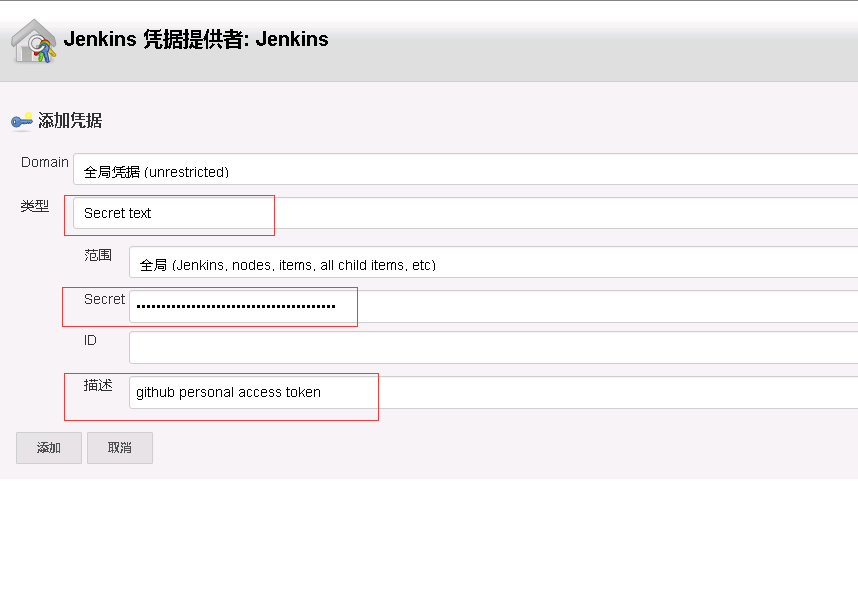 Jenkins 凭据提供者: Jenkins
添加凭据
Domain
全局凭据 (unrestricted)
类型
Secret text
范围
全局 (Jenkins, nodes, items, all child items, etc)
Secret
ID
描述
github personal access token
添加
取消